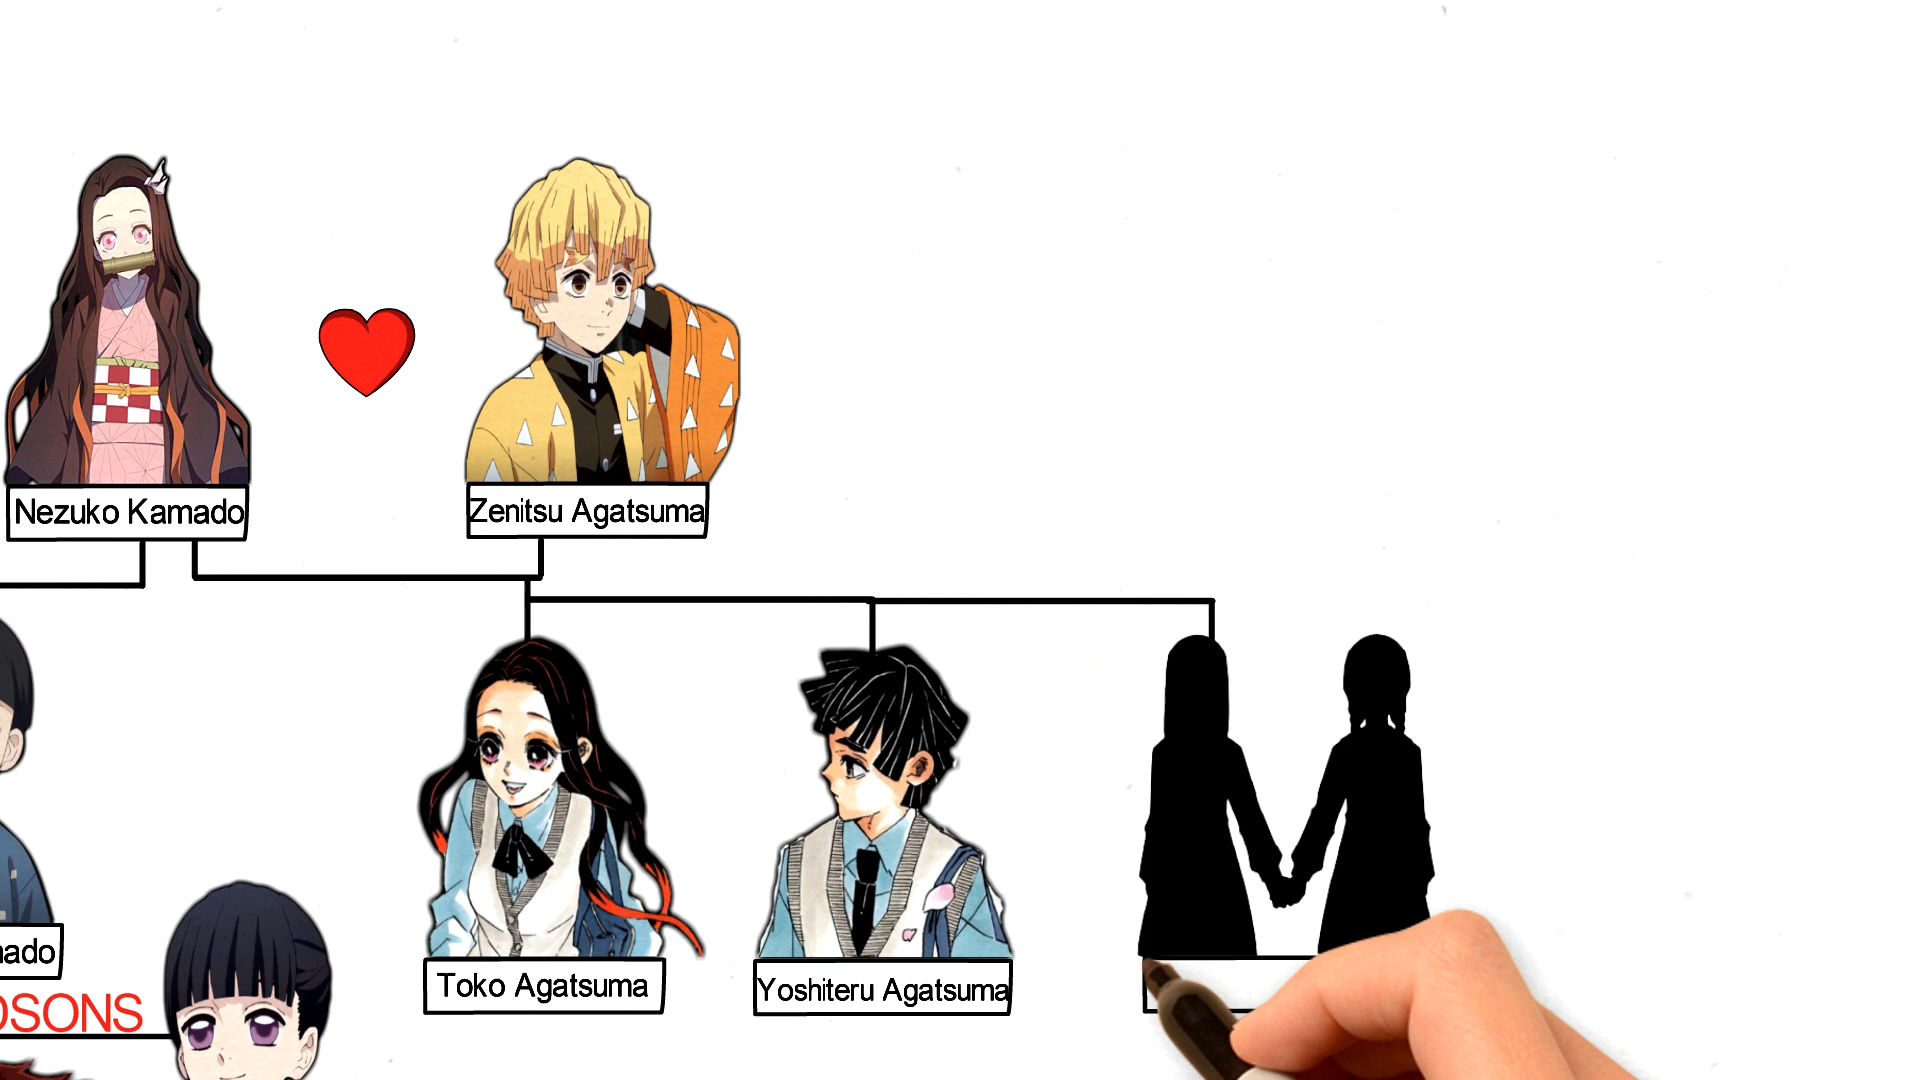 Nezuko Kamado
Zenitsu Agatsuma
Toko Agatsuma
Yoshiteru Agatsuma